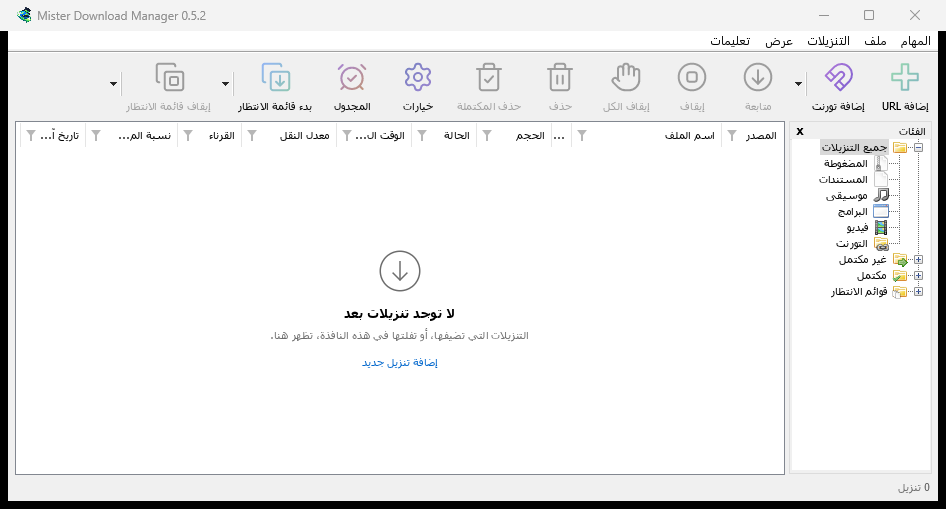 Mister Download Manager 0.5.2
المهام ملف التنزيلات عرض تعليمات
إضافة URL إضافة تورنت متابعة إيقاف إيقاف الكل حذف حذف المكتملة خيارات المجدول بدء قائمة الانتظار إيقاف قائمة الانتظار
الفئات x
المصدر اسم الملف ... الحجم الحالة الوقت ال... معدل النقل القرناء نسبة الم... تاريخ أ...
جميع التنزيلات
المضغوطة
المستندات
موسيقى
البرامج
فيديو
التورنت
غير مكتمل
مكتمل
قوائم الانتظار
لا توجد تنزيلات بعد
التنزيلات التي تضيفها، أو تفلتها في هذه النافذة، تظهر هنا.
إضافة تنزيل جديد
0 تنزيل